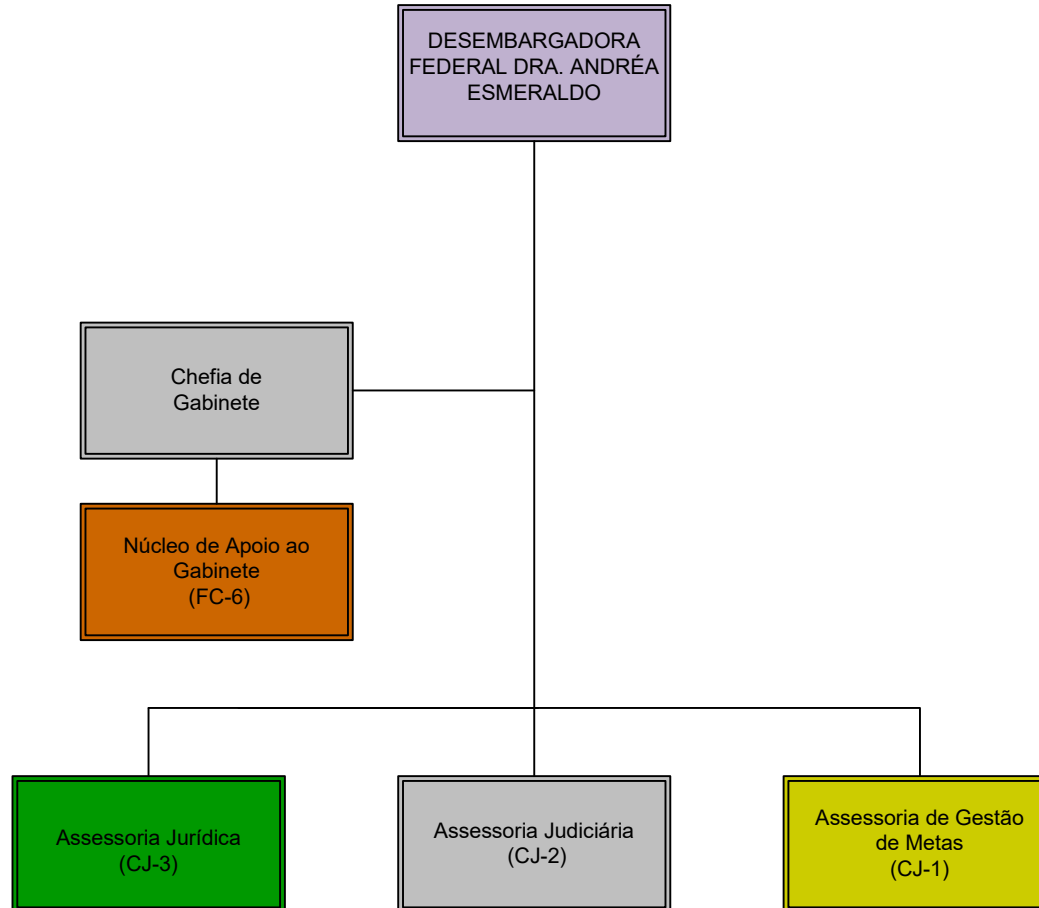 DESEMBARGADORA
FEDERAL DRA. ANDRÉA
ESMERALDO
Chefia de
Gabinete
Núcleo de Apoio ao
Gabinete
(FC-6)
Assessoria Jurídica
(CJ-3)
Assessoria Judiciária
(CJ-2)
Assessoria de Gestão
de Metas
(CJ-1)